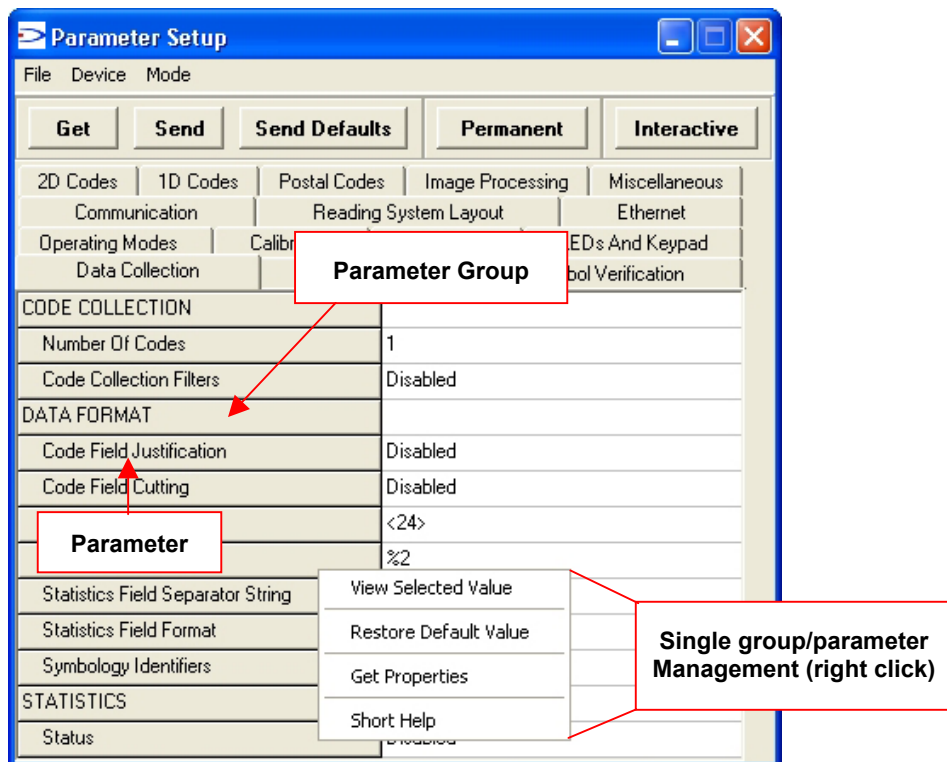 Parameter Setup
File Device Mode
Get Send Send Defaults Permanent Interactive
2D Codes 1D Codes Postal Codes Image Processing Miscellaneous
Communication Reading System Layout Ethernet
Operating Modes And Keypad
Data Collection Verification
Parameter Group
CODE COLLECTION
Number Of Codes 1
Code Collection Filters Disabled
DATA FORMAT
Code Field Justification Disabled
Code Field Cutting Disabled
<24>
Parameter
%2
Statistics Field Separator String
Statistics Field Format
Symbology Identifiers
STATISTICS
Status
View Selected Value
Restore Default Value
Get Properties
Short Help
Single group/parameter
Management (right click)